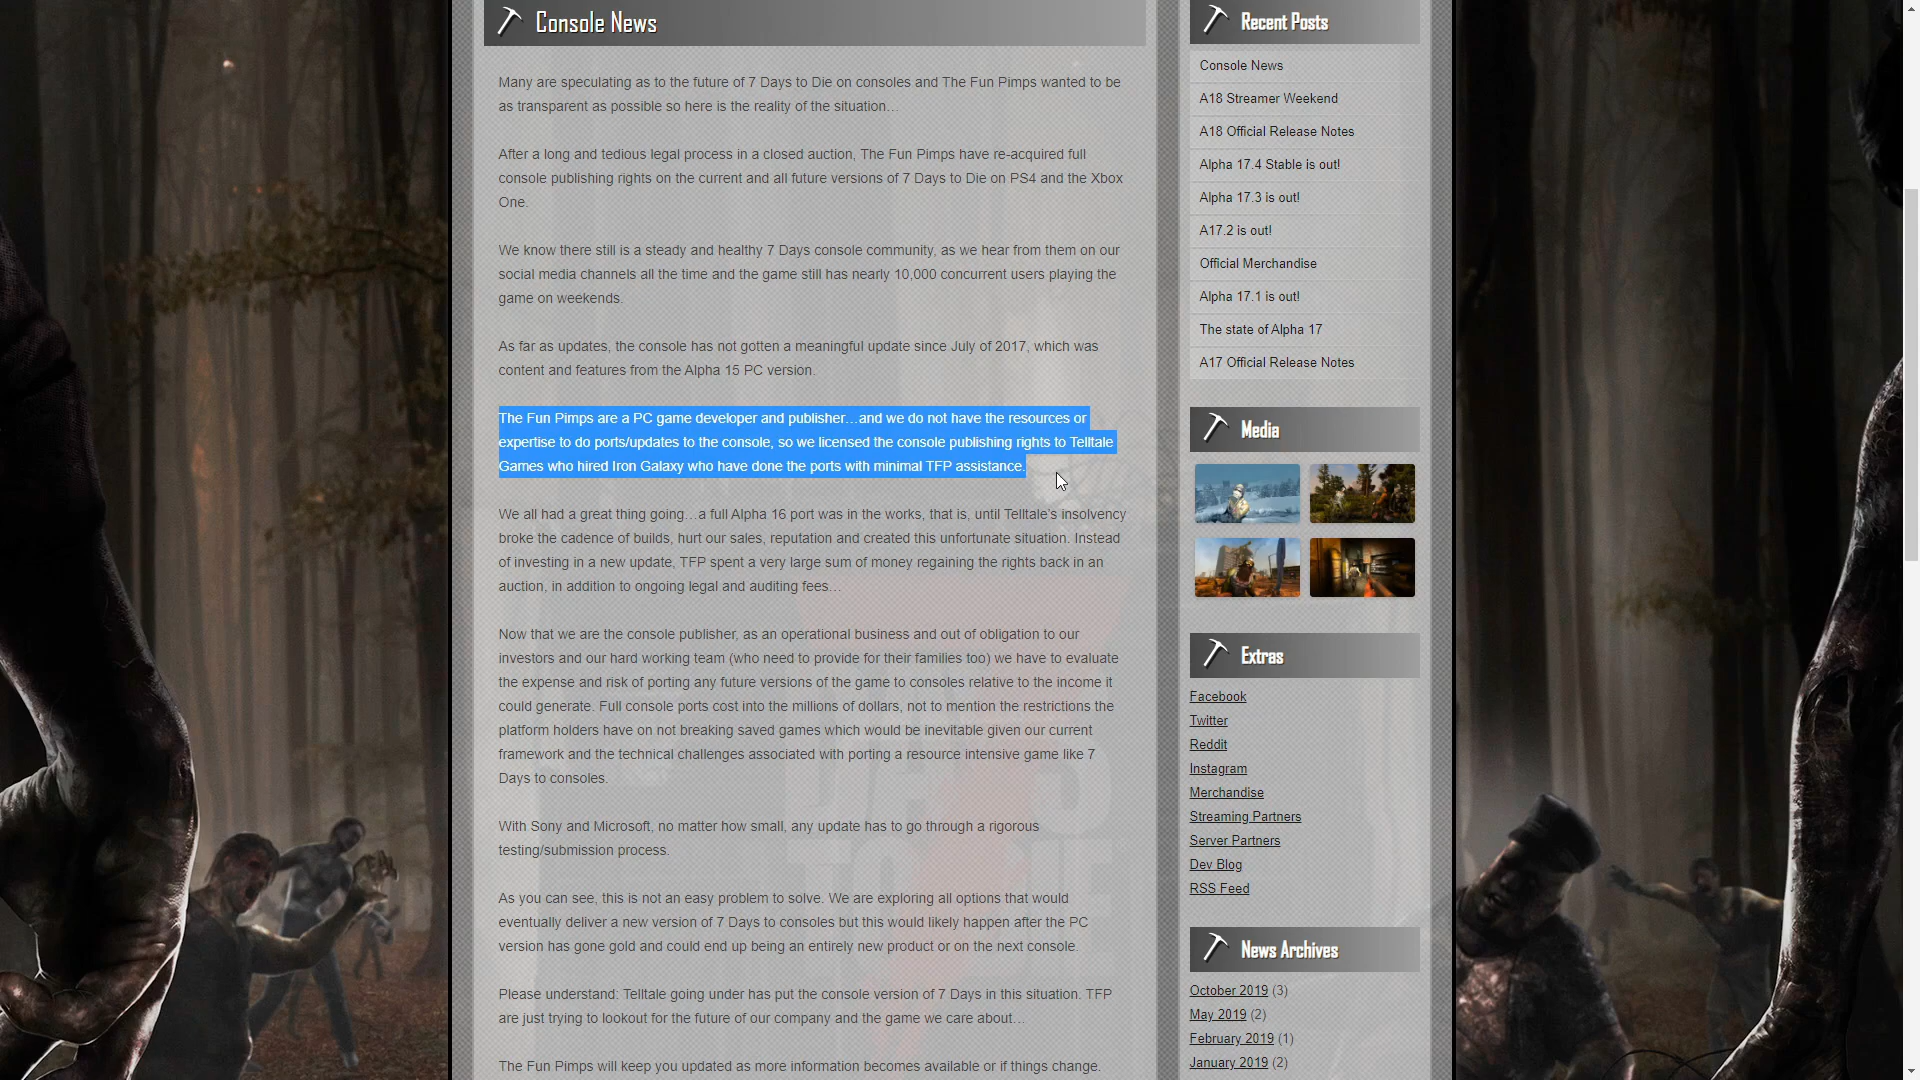 Console News
Many are speculating as to the future of 7 Days to Die on consoles and The Fun Pimps wanted to be
as transparent as possible so here is the reality of the situation…
After a long and tedious legal process in a closed auction, The Fun Pimps have re-acquired full
console publishing rights on the current and all future versions of 7 Days to Die on PS4 and the Xbox
One.
We know there still is a steady and healthy 7 Days console community, as we hear from them on our
social media channels all the time and the game still has nearly 10,000 concurrent users playing the
game on weekends.
As far as updates, the console has not gotten a meaningful update since July of 2017, which was
content and features from the Alpha 15 PC version.
The Fun Pimps are a PC game developer and publisher…and we do not have the resources or
expertise to do ports/updates to the console, so we licensed the console publishing rights to Telltale
Games who hired Iron Galaxy who have done the ports with minimal TFP assistance.
We all had a great thing going…a full Alpha 16 port was in the works, that is, until Telltale's insolvency
broke the cadence of builds, hurt our sales, reputation and created this unfortunate situation. Instead
of investing in a new update, TFP spent a very large sum of money regaining the rights back in an
auction, in addition to ongoing legal and auditing fees…
Now that we are the console publisher, as an operational business and out of obligation to our
investors and our hard working team (who need to provide for their families too) we have to evaluate
the expense and risk of porting any future versions of the game to consoles relative to the income it
could generate. Full console ports cost into the millions of dollars, not to mention the restrictions the
platform holders have on not breaking saved games which would be inevitable given our current
framework and the technical challenges associated with porting a resource intensive game like 7
Days to consoles.
With Sony and Microsoft, no matter how small, any update has to go through a rigorous
testing/submission process.
As you can see, this is not an easy problem to solve. We are exploring all options that would
eventually deliver a new version of 7 Days to consoles but this would likely happen after the PC
version has gone gold and could end up being an entirely new product or on the next console.
Please understand: Telltale going under has put the console version of 7 Days in this situation. TFP
are just trying to lookout for the future of our company and the game we care about…
The Fun Pimps will keep you updated as more information becomes available or if things change.
Recent Posts
Console News
A18 Streamer Weekend
A18 Official Release Notes
Alpha 17.4 Stable is out!
Alpha 17.3 is out!
A17.2 is out!
Official Merchandise
Alpha 17.1 is out!
The state of Alpha 17
A17 Official Release Notes
Media
Extras
Facebook
Twitter
Reddit
Instagram
Merchandise
Streaming Partners
Server Partners
Dev Blog
RSS Feed
News Archives
October 2019 (3)
May 2019 (2)
February 2019 (1)
January 2019 (2)